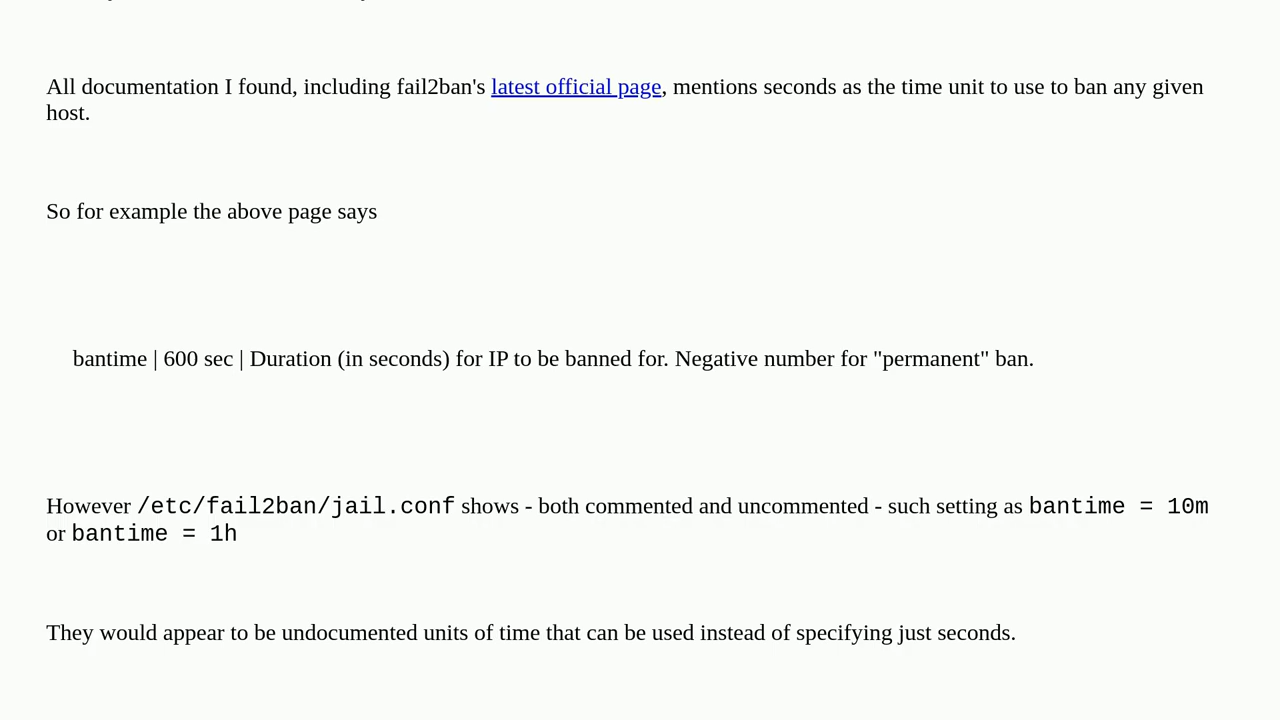 All documentation I found, including fail2ban's latest official page, mentions seconds as the time unit to use to ban any given
host.
So for example the above page says
bantime | 600 sec | Duration (in seconds) for IP to be banned for. Negative number for "permanent" ban.
However /etc/fail2ban/jail.conf shows - both commented and uncommented - such setting as bantime = 10m
or bantime = 1h
They would appear to be undocumented units of time that can be used instead of specifying just seconds.